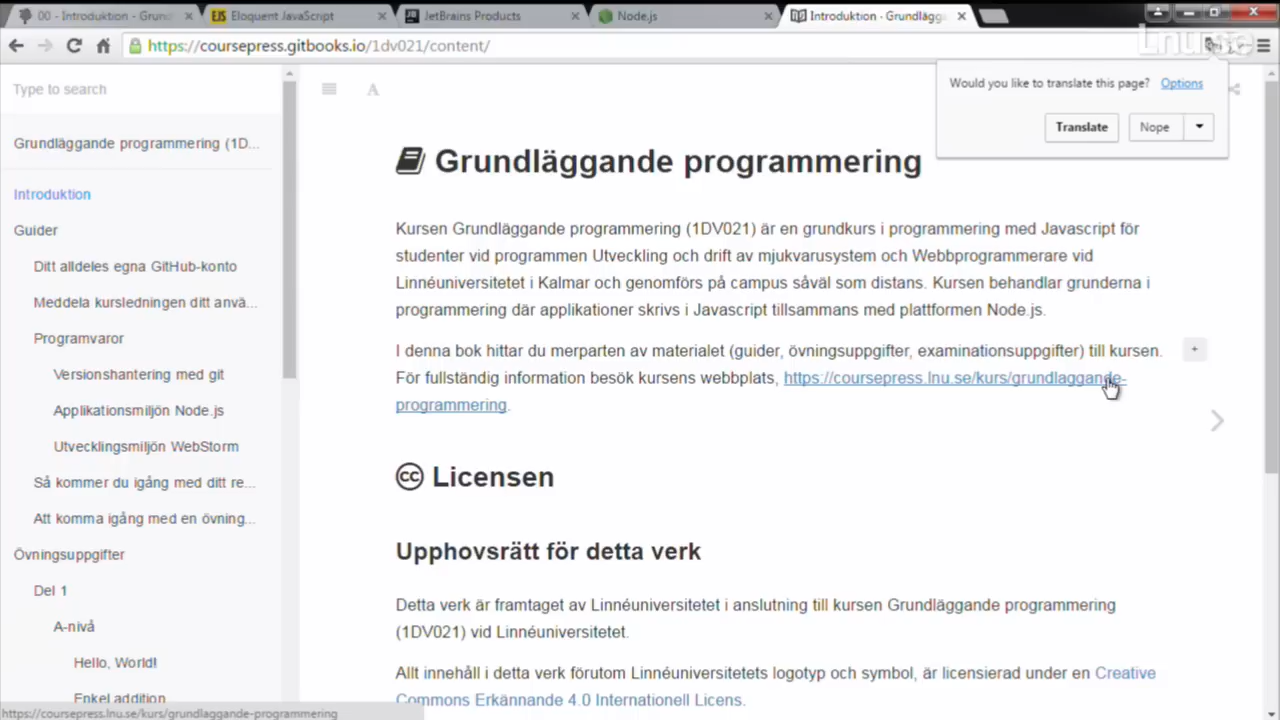 00 - Introduktion - Grund
Eloquent JavaScript
JetBrains Products
Node.js
Introduktion - Grundlägga
https://coursepress.gitbooks.io/1dv021/content/
Lnu.se
Type to search
Would you like to translate this page? Options
Translate
Nope
Grundläggande programmering (1D...
Introduktion
Guider
Ditt alldeles egna GitHub-konto
Meddela kursledningen ditt anvä...
Programvaror
Versionshantering med git
Applikationsmiljön Node.js
Utvecklingsmiljön WebStorm
Så kommer du igång med ditt re...
Att komma igång med en övning...
Övningsuppgifter
Del 1
A-nivå
Hello, World!
Enkel addition
A
Grundläggande programmering
Kursen Grundläggande programmering (1DV021) är en grundkurs i programmering med Javascript för
studenter vid programmen Utveckling och drift av mjukvarusystem och Webbprogrammerare vid
Linnéuniversitetet i Kalmar och genomförs på campus såväl som distans. Kursen behandlar grunderna i
programmering där applikationer skrivs i Javascript tillsammans med plattformen Node.js.
I denna bok hittar du merparten av materialet (guider, övningsuppgifter, examinationsuppgifter) till kursen.
+
För fullständig information besök kursens webbplats, https://coursepress.lnu.se/kurs/grundlaggande-
programmering.
cc Licensen
Upphovsrätt för detta verk
Detta verk är framtaget av Linnéuniversitetet i anslutning till kursen Grundläggande programmering
(1DV021) vid Linnéuniversitetet.
Allt innehåll i detta verk förutom Linnéuniversitetets logotyp och symbol, är licensierad under en Creative
Commons Erkännande 4.0 Internationell Licens.
https://coursepress.lnu.se/kurs/grundlaggande-programmering